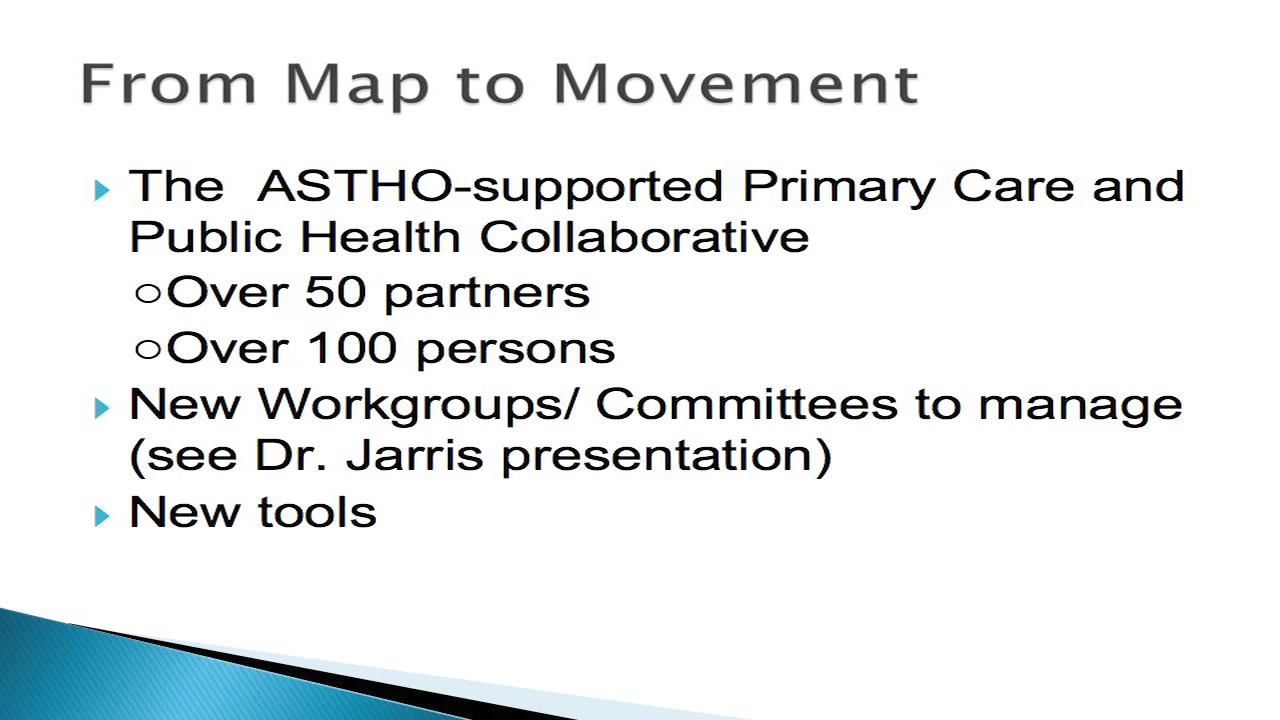 From Map to Movement
The  ASTHO-supported Primary Care and
Public Health Collaborative
Over 50 partners
Over 100 persons
New Workgroups/ Committees to manage
(see Dr. Jarris presentation)
New tools